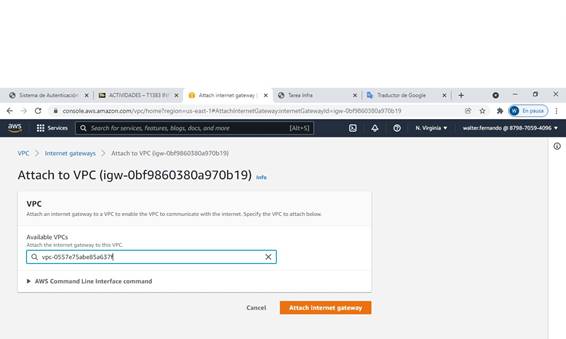 Sistema de Autenticación
ACTIVIDADES – T1383 IN
Attach internet gateway |
Tarea Infra
Traductor de Google
console.aws.amazon.com/vpc/home?region=us-east-1#AttachInternetGateway:internetGatewayId=igw-0bf9860380a970b19
W
En pausa
aws
Services
Search for services, features, blogs, docs, and more
[Alt+S]
N. Virginia
walter.fernando @ 8798-7059-4096
VPC > Internet gateways > Attach to VPC (igw-0bf9860380a970b19)
Attach to VPC (igw-0bf9860380a970b19) Info
VPC
Attach an internet gateway to a VPC to enable the VPC to communicate with the internet. Specify the VPC to attach below.
Available VPCs
Attach the internet gateway to this VPC.
vpc-0557e75abe85a637f
AWS Command Line Interface command
Cancel
Attach internet gateway